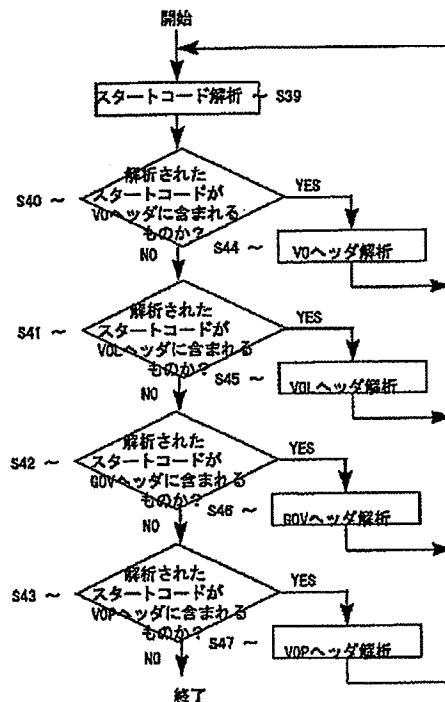 開始
スタートコード解析 ～ S39
解析された
スタートコードが
VOヘッダに含まれる
ものか?
S40 ～
YES
NO
S44 ～
VOヘッダ解析
解析された
スタートコードが
VOLヘッダに含まれる
ものか?
S41 ～
YES
NO
S45 ～
VOLヘッダ解析
解析された
スタートコードが
GOVヘッダに含まれる
ものか?
S42 ～
YES
NO
S46 ～
GOVヘッダ解析
解析された
スタートコードが
VOPヘッダに含まれる
ものか?
S43 ～
YES
NO
S47 ～
VOPヘッダ解析
終了